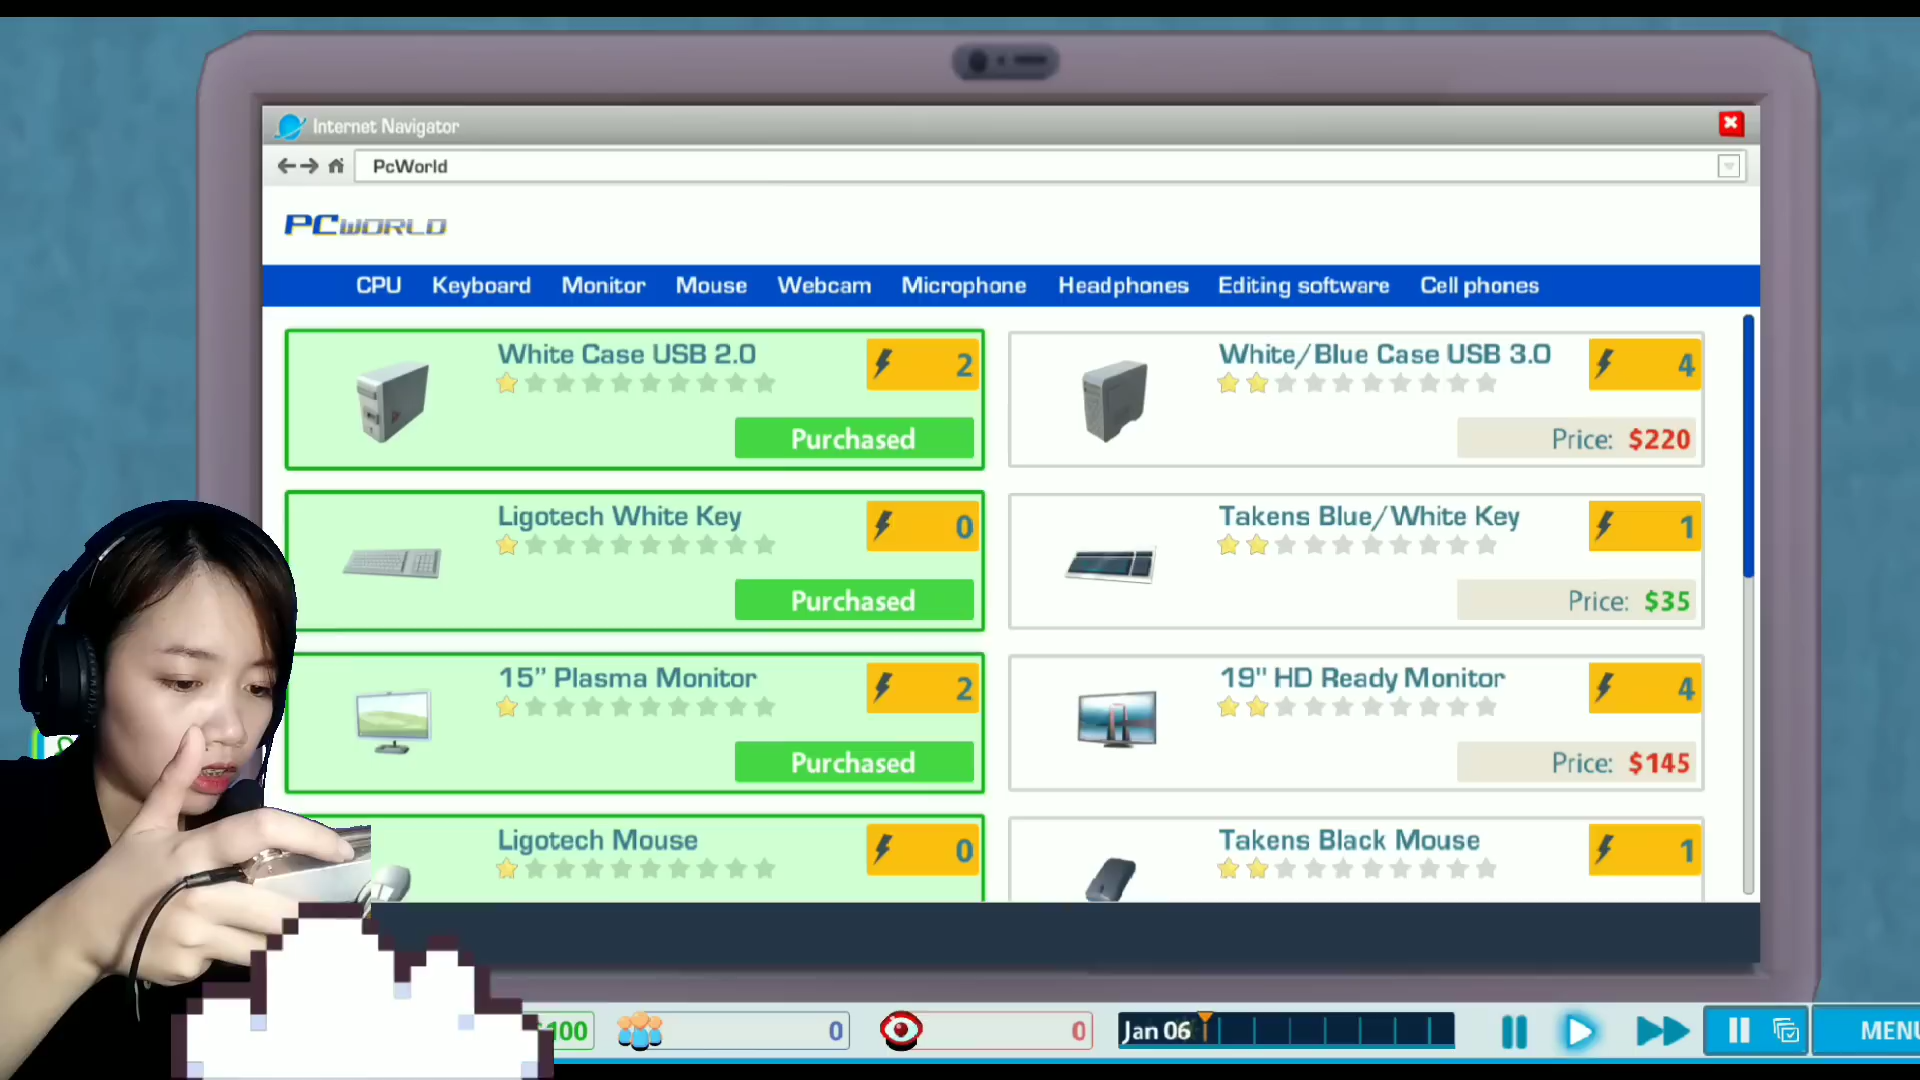 Internet Navigator
PcWorld
PCWORLD
CPU Keyboard Monitor Mouse Webcam Microphone Headphones Editing software Cell phones
White Case USB 2.0
2
Purchased
White/Blue Case USB 3.0
4
Price: $220
Ligotech White Key
0
Purchased
Takens Blue/White Key
1
Price: $35
15" Plasma Monitor
2
Purchased
19" HD Ready Monitor
4
Price: $145
Ligotech Mouse
0
Takens Black Mouse
1
$100
0
0
Jan 06
MENU